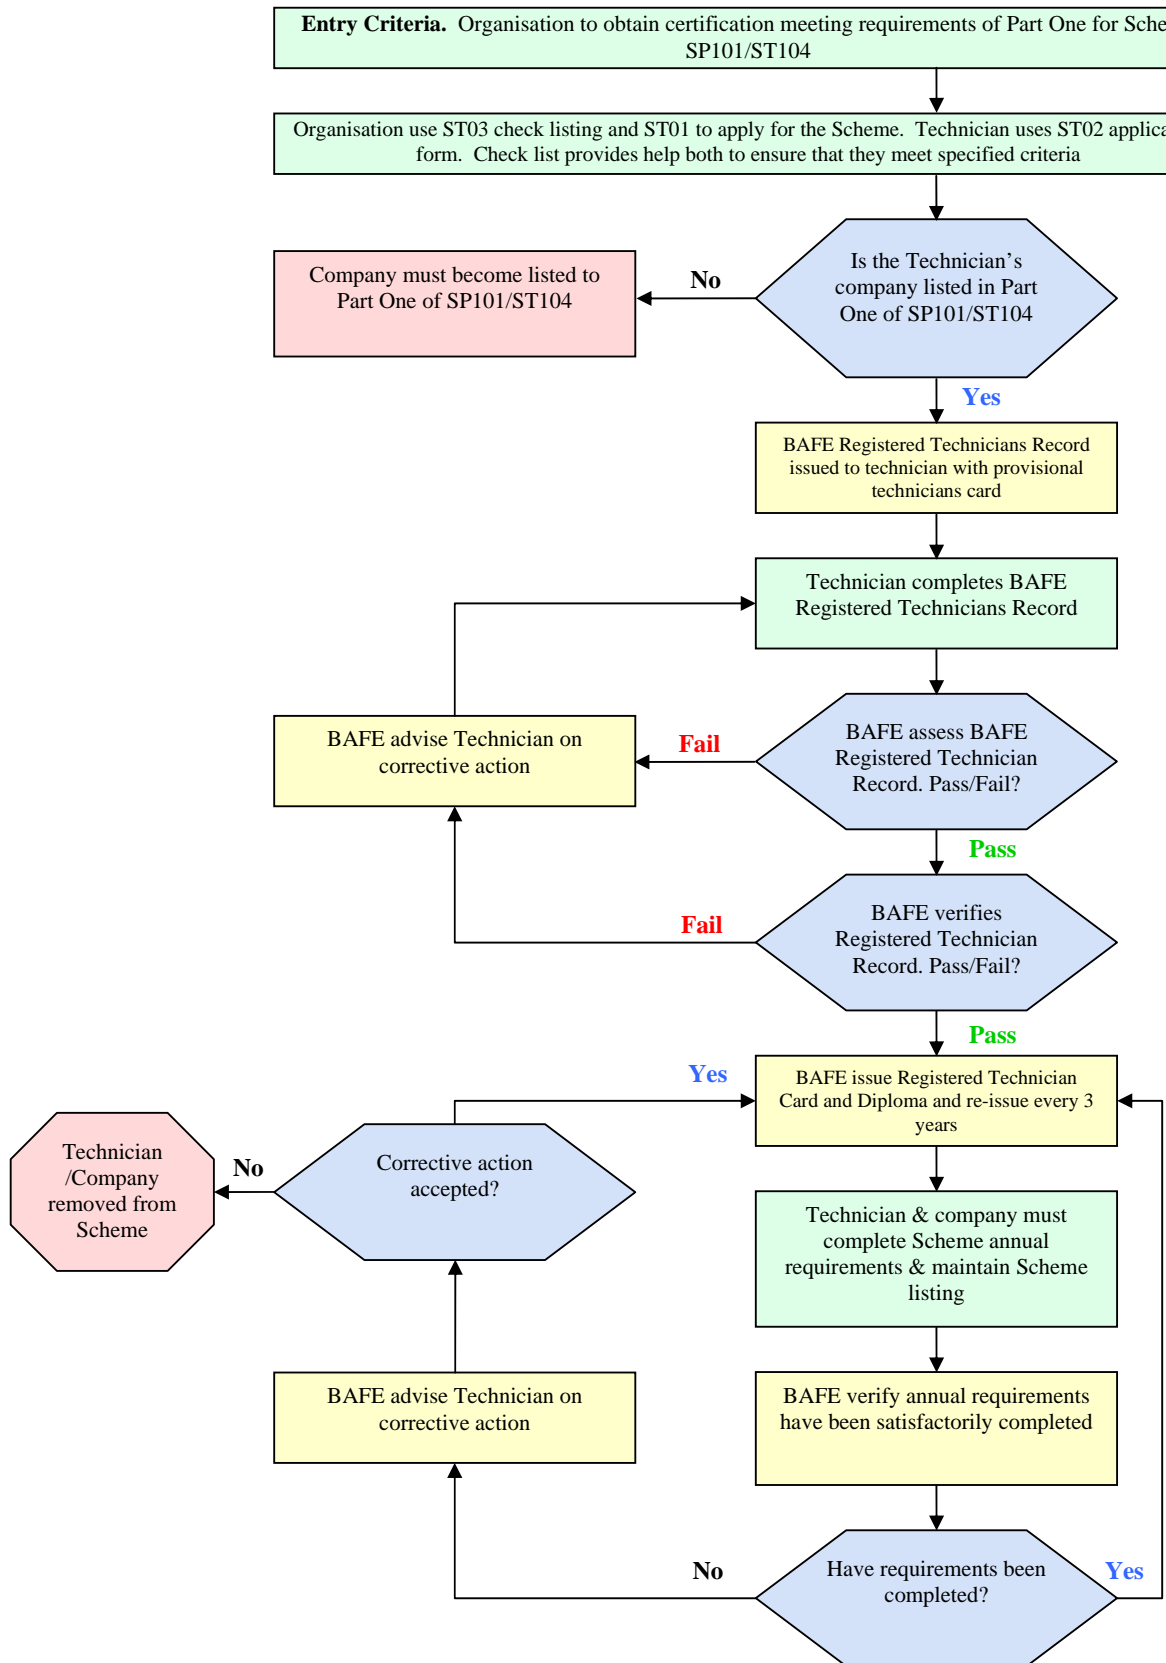 Entry Criteria. Organisation to obtain certification meeting requirements of Part One for
SP101/ST104
Organisation use ST03 check listing and ST01 to apply for the Scheme. Technician uses ST02
form. Check list provides help both to ensure that they meet specified criteria
Is the Technician's
company listed in Part
One of SP101/ST104
No
Company must become listed to
Part One of SP101/ST104
Yes
BAFE Registered Technicians Record
issued to technician with provisional
technicians card
Technician completes BAFE
Registered Technicians Record
BAFE assess BAFE
Registered Technician
Record. Pass/Fail?
Fail
BAFE advise Technician on
corrective action
Pass
BAFE verifies
Registered Technician
Record. Pass/Fail?
Fail
Pass
BAFE issue Registered Technician
Card and Diploma and re-issue every 3
years
Yes
Corrective action
accepted?
No
Technician
/Company
removed from
Scheme
Technician & company must
complete Scheme annual
requirements & maintain Scheme
listing
BAFE advise Technician on
corrective action
BAFE verify annual requirements
have been satisfactorily completed
Have requirements been
completed?
No
Yes